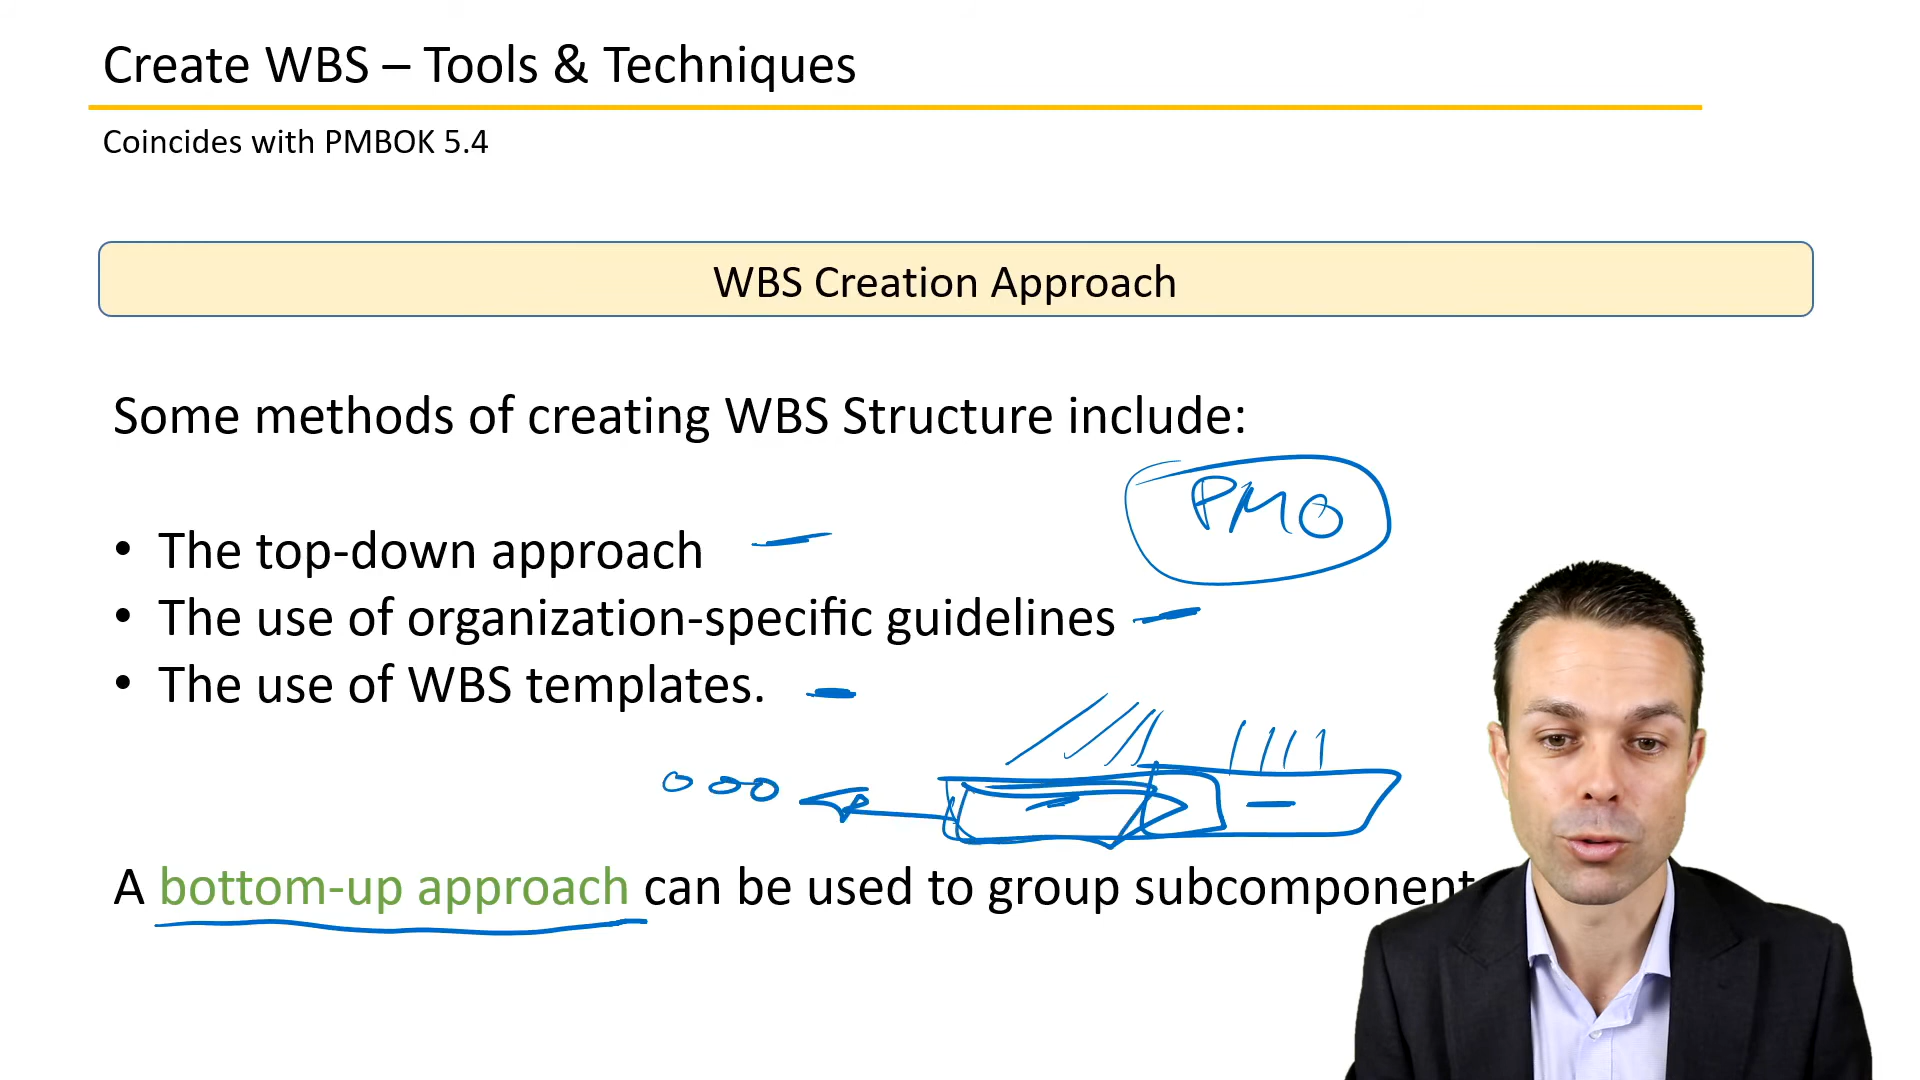 Create WBS – Tools & Techniques
Coincides with PMBOK 5.4
WBS Creation Approach
Some methods of creating WBS Structure include:
PMO
• The top-down approach
• The use of organization-specific guidelines
• The use of WBS templates.
A bottom-up approach can be used to group